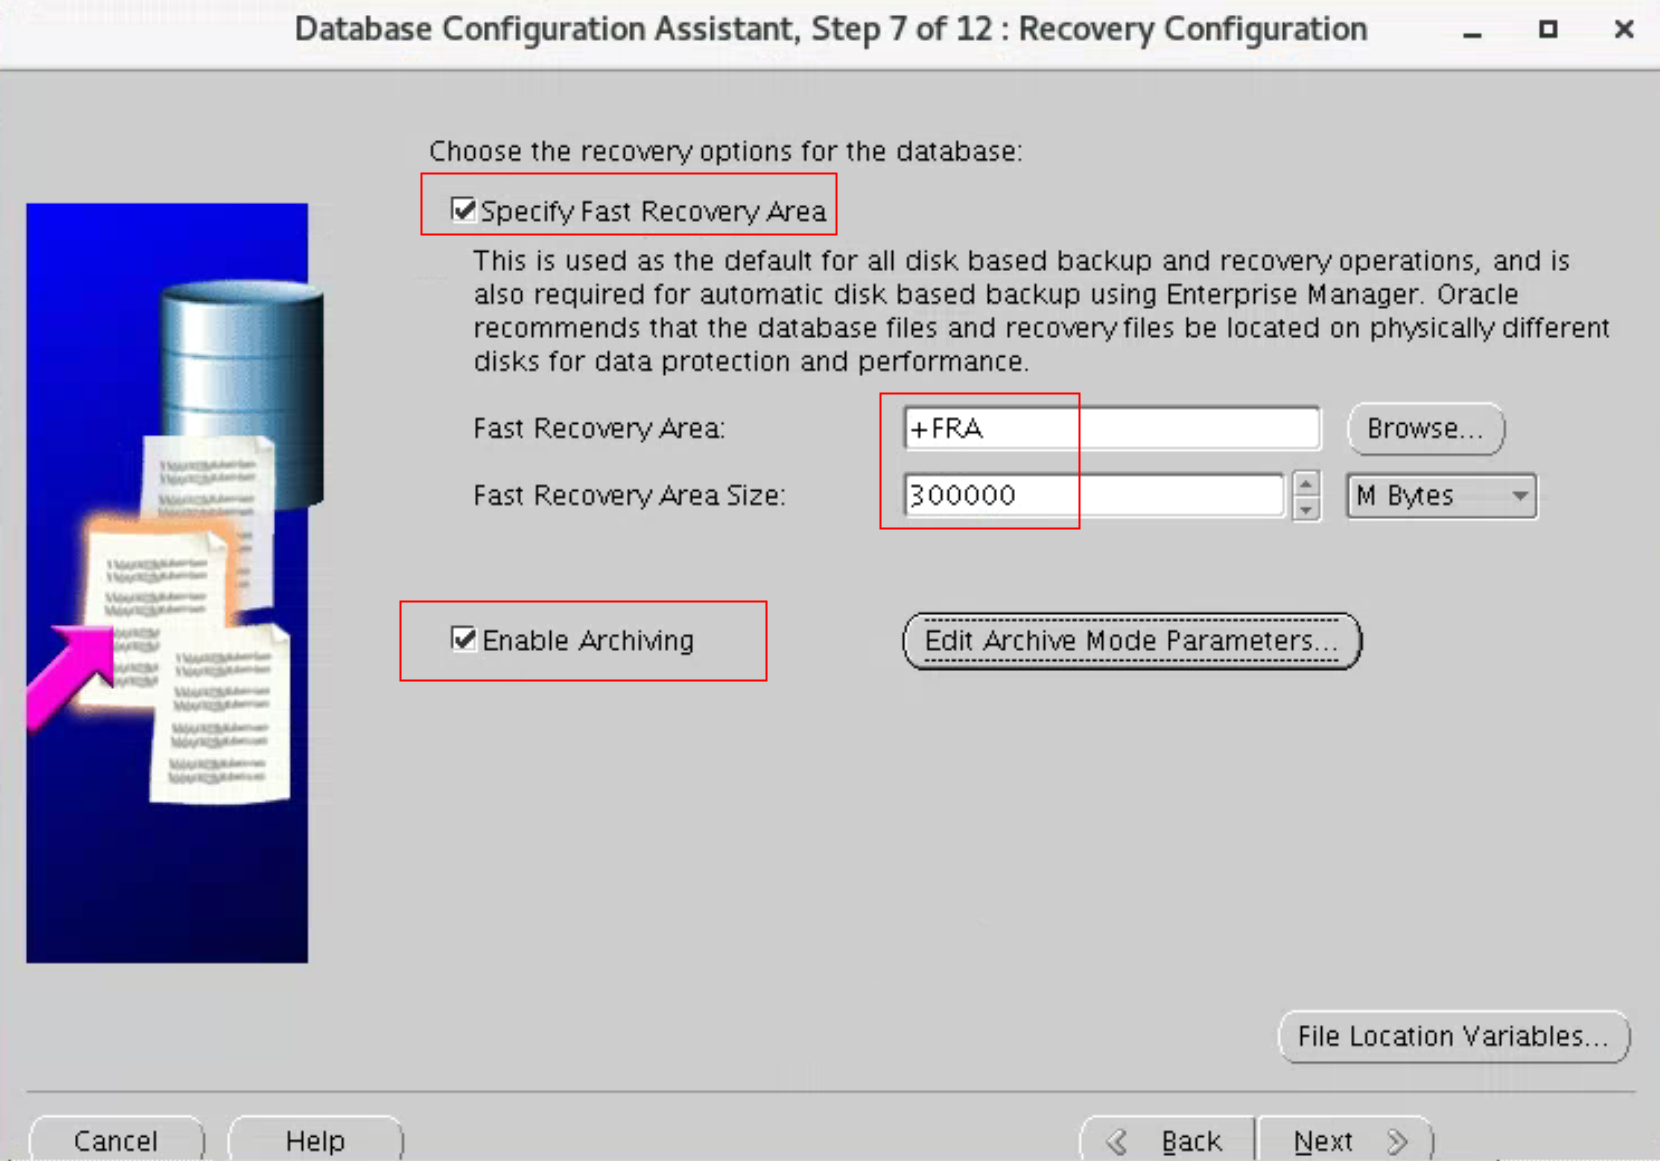 Database Configuration Assistant, Step 7 of 12 : Recovery Configuration
Choose the recovery options for the database:
Specify Fast Recovery Area
This is used as the default for all disk based backup and recovery operations, and is
also required for automatic disk based backup using Enterprise Manager. Oracle
recommends that the database files and recovery files be located on physically different
disks for data protection and performance.
Fast Recovery Area: +FRA Browse...
Fast Recovery Area Size: 300000 M Bytes
Enable Archiving Edit Archive Mode Parameters...
File Location Variables...
Cancel Help Back Next